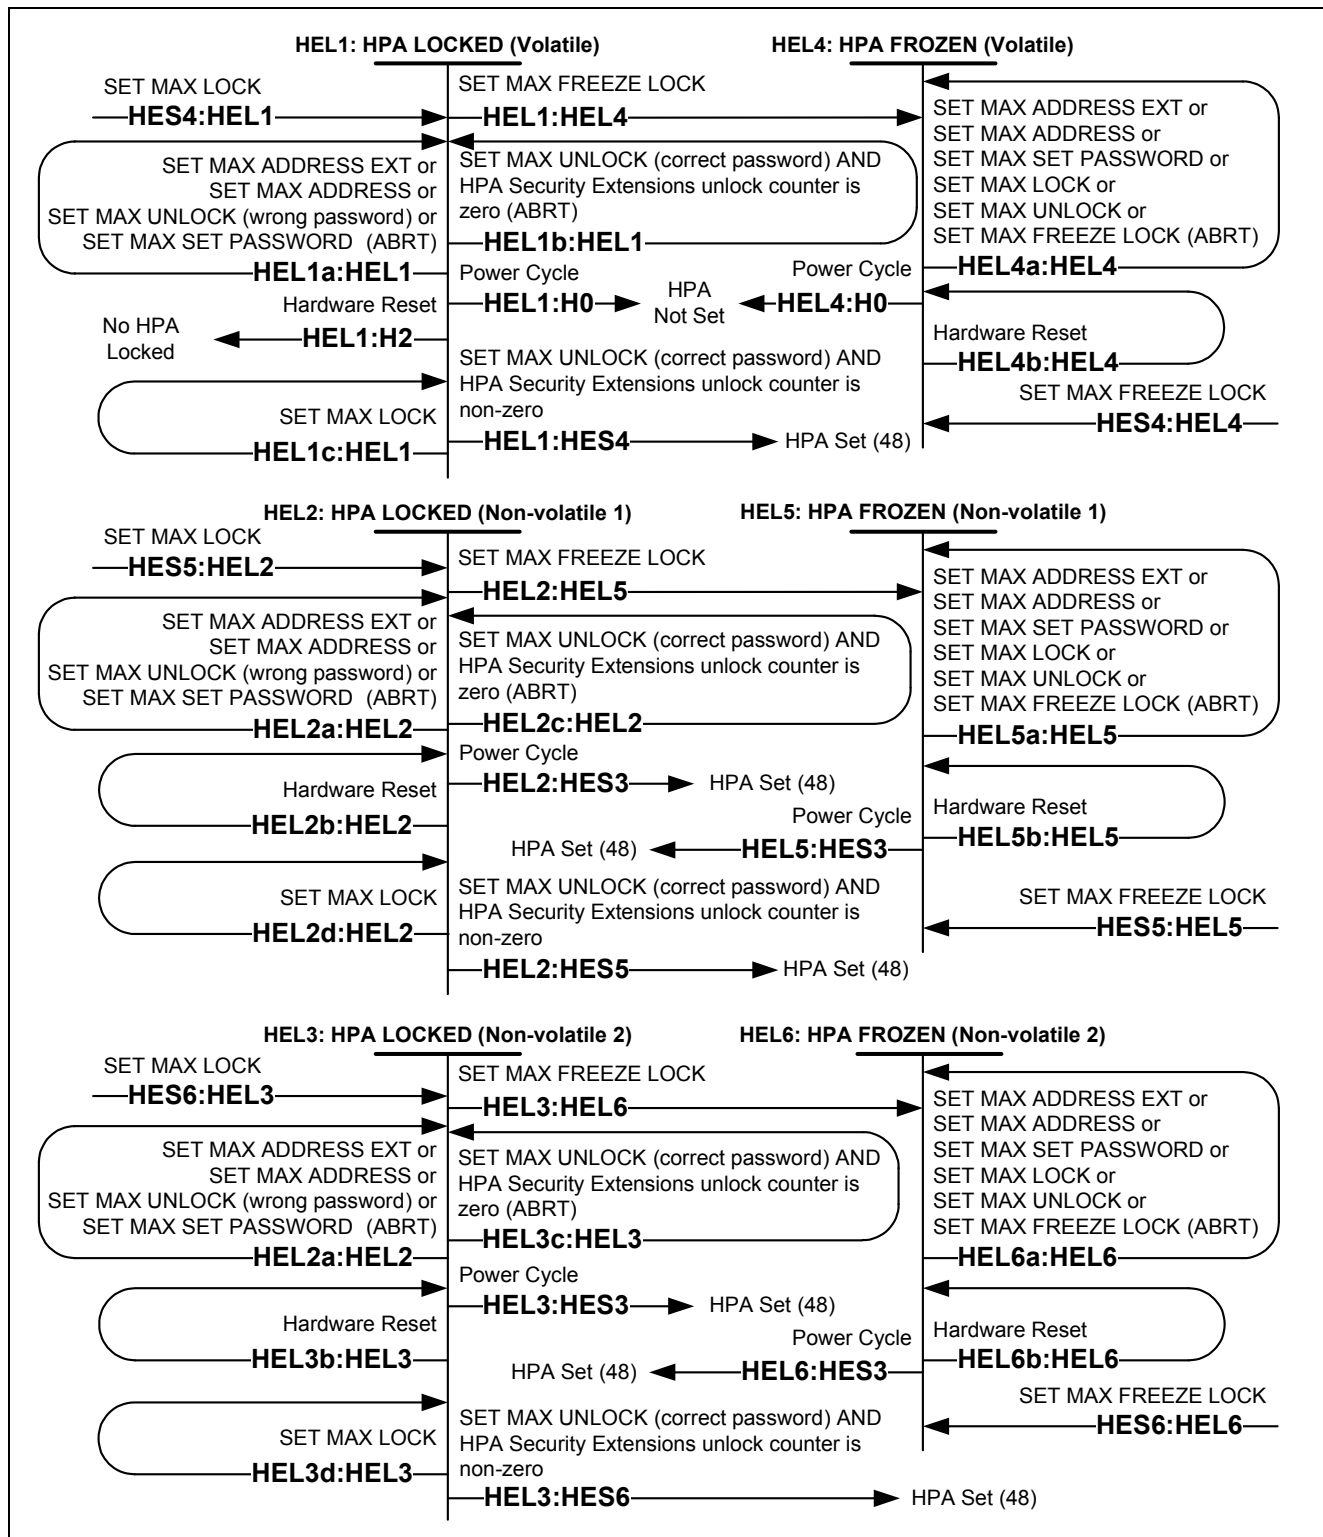 HEL1: HPA LOCKED (Volatile)
HEL4: HPA FROZEN (Volatile)
SET MAX LOCK
HES4:HEL1
SET MAX FREEZE LOCK
HEL1:HEL4
SET MAX ADDRESS EXT or
SET MAX ADDRESS or
SET MAX UNLOCK (wrong password) or
SET MAX SET PASSWORD (ABRT)
HEL1a:HEL1
SET MAX UNLOCK (correct password) AND
HPA Security Extensions unlock counter is
zero (ABRT)
HEL1b:HEL1
SET MAX ADDRESS EXT or
SET MAX ADDRESS or
SET MAX SET PASSWORD or
SET MAX LOCK or
SET MAX UNLOCK or
SET MAX FREEZE LOCK (ABRT)
HEL4a:HEL4
Power Cycle
HEL1:H0
HPA
Not Set
Power Cycle
HEL4:H0
Hardware Reset
HEL1:H2
No HPA
Locked
Hardware Reset
HEL4b:HEL4
SET MAX LOCK
HEL1c:HEL1
SET MAX UNLOCK (correct password) AND
HPA Security Extensions unlock counter is
non-zero
HEL1:HES4
HPA Set (48)
SET MAX FREEZE LOCK
HES4:HEL4
HEL2: HPA LOCKED (Non-volatile 1)
HEL5: HPA FROZEN (Non-volatile 1)
SET MAX LOCK
HES5:HEL2
SET MAX FREEZE LOCK
HEL2:HEL5
SET MAX ADDRESS EXT or
SET MAX ADDRESS or
SET MAX UNLOCK (wrong password) or
SET MAX SET PASSWORD (ABRT)
HEL2a:HEL2
SET MAX UNLOCK (correct password) AND
HPA Security Extensions unlock counter is
zero (ABRT)
HEL2c:HEL2
SET MAX ADDRESS EXT or
SET MAX ADDRESS or
SET MAX SET PASSWORD or
SET MAX LOCK or
SET MAX UNLOCK or
SET MAX FREEZE LOCK (ABRT)
HEL5a:HEL5
Hardware Reset
HEL2b:HEL2
Power Cycle
HEL2:HES3
HPA Set (48)
Power Cycle
HEL5:HES3
HPA Set (48)
Hardware Reset
HEL5b:HEL5
SET MAX LOCK
HEL2d:HEL2
SET MAX UNLOCK (correct password) AND
HPA Security Extensions unlock counter is
non-zero
HEL2:HES5
HPA Set (48)
SET MAX FREEZE LOCK
HES5:HEL5
HEL3: HPA LOCKED (Non-volatile 2)
HEL6: HPA FROZEN (Non-volatile 2)
SET MAX LOCK
HES6:HEL3
SET MAX FREEZE LOCK
HEL3:HEL6
SET MAX ADDRESS EXT or
SET MAX ADDRESS or
SET MAX UNLOCK (wrong password) or
SET MAX SET PASSWORD (ABRT)
HEL2a:HEL2
SET MAX UNLOCK (correct password) AND
HPA Security Extensions unlock counter is
zero (ABRT)
HEL3c:HEL3
SET MAX ADDRESS EXT or
SET MAX ADDRESS or
SET MAX SET PASSWORD or
SET MAX LOCK or
SET MAX UNLOCK or
SET MAX FREEZE LOCK (ABRT)
HEL6a:HEL6
Hardware Reset
HEL3b:HEL3
Power Cycle
HEL3:HES3
HPA Set (48)
Power Cycle
HEL6:HES3
HPA Set (48)
Hardware Reset
HEL6b:HEL6
SET MAX LOCK
HEL3d:HEL3
SET MAX UNLOCK (correct password) AND
HPA Security Extensions unlock counter is
non-zero
HEL3:HES6
HPA Set (48)
SET MAX FREEZE LOCK
HES6:HEL6